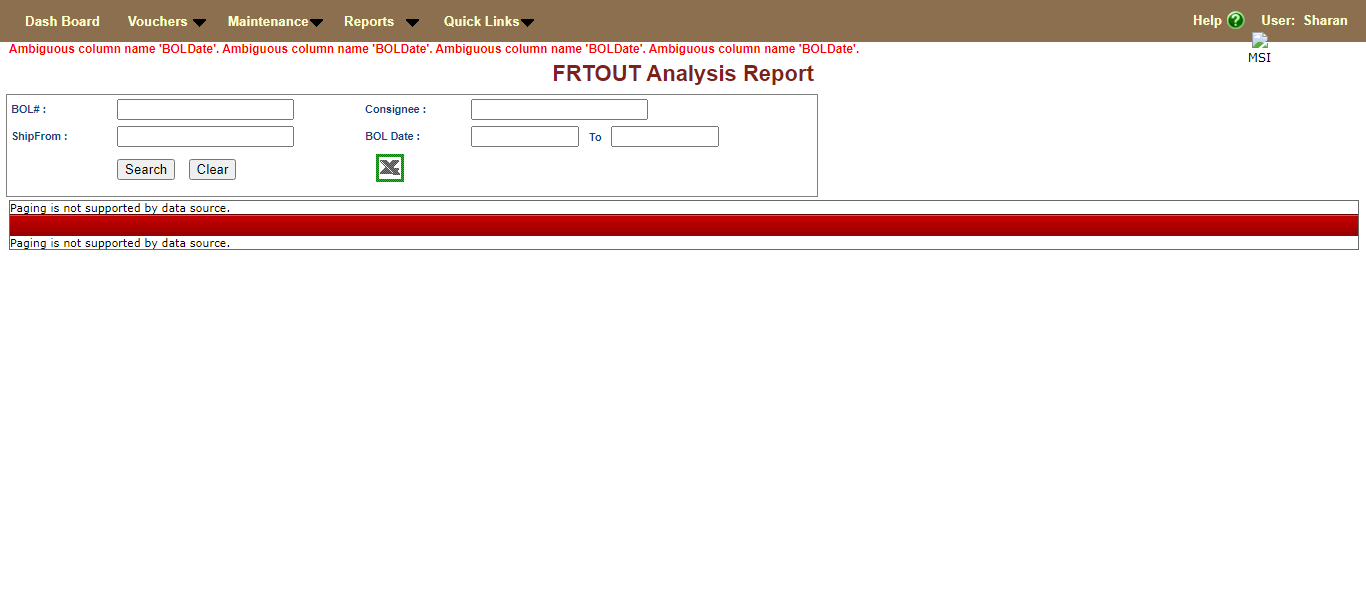 Dash Board Vouchers Maintenance Reports Quick Links Help ? User: Sharan
Ambiguous column name 'BOLDate'. Ambiguous column name 'BOLDate'. Ambiguous column name 'BOLDate'. Ambiguous column name 'BOLDate'.
MSI
FRTOUT Analysis Report
BOL# : Consignee :
ShipFrom : BOL Date : To
Search Clear
Paging is not supported by data source.
Paging is not supported by data source.